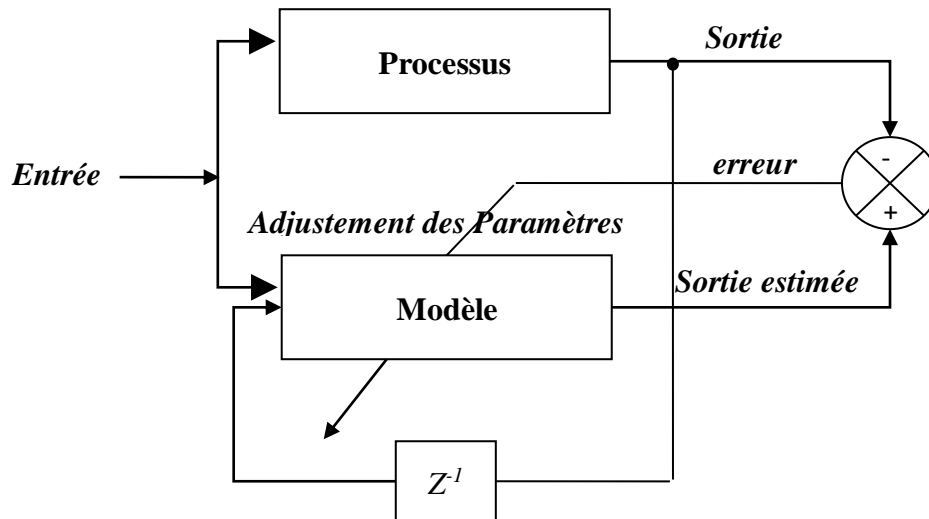 Sortie
Processus
-
erreur
Entrée
+
Adjustement des Paramètres
Sortie estimée
Modèle
Z⁻¹